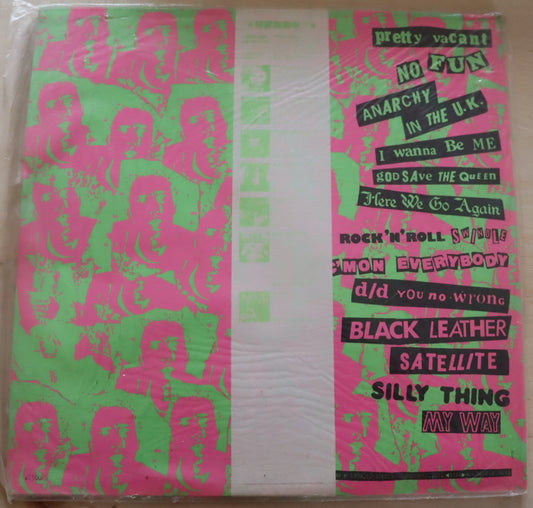 pretty vacant
NO FUN
ANARCHY
IN THE U.K.
I wanna Be ME
GOD SAve THE QUEEN
Here We Go Again
ROCK'N'ROLL SWINDLE
C'MON EVERYBODY
d/d YOU NO WRONG
BLACK LEATHER
SATELLITE
SILLY THING
MY WAY